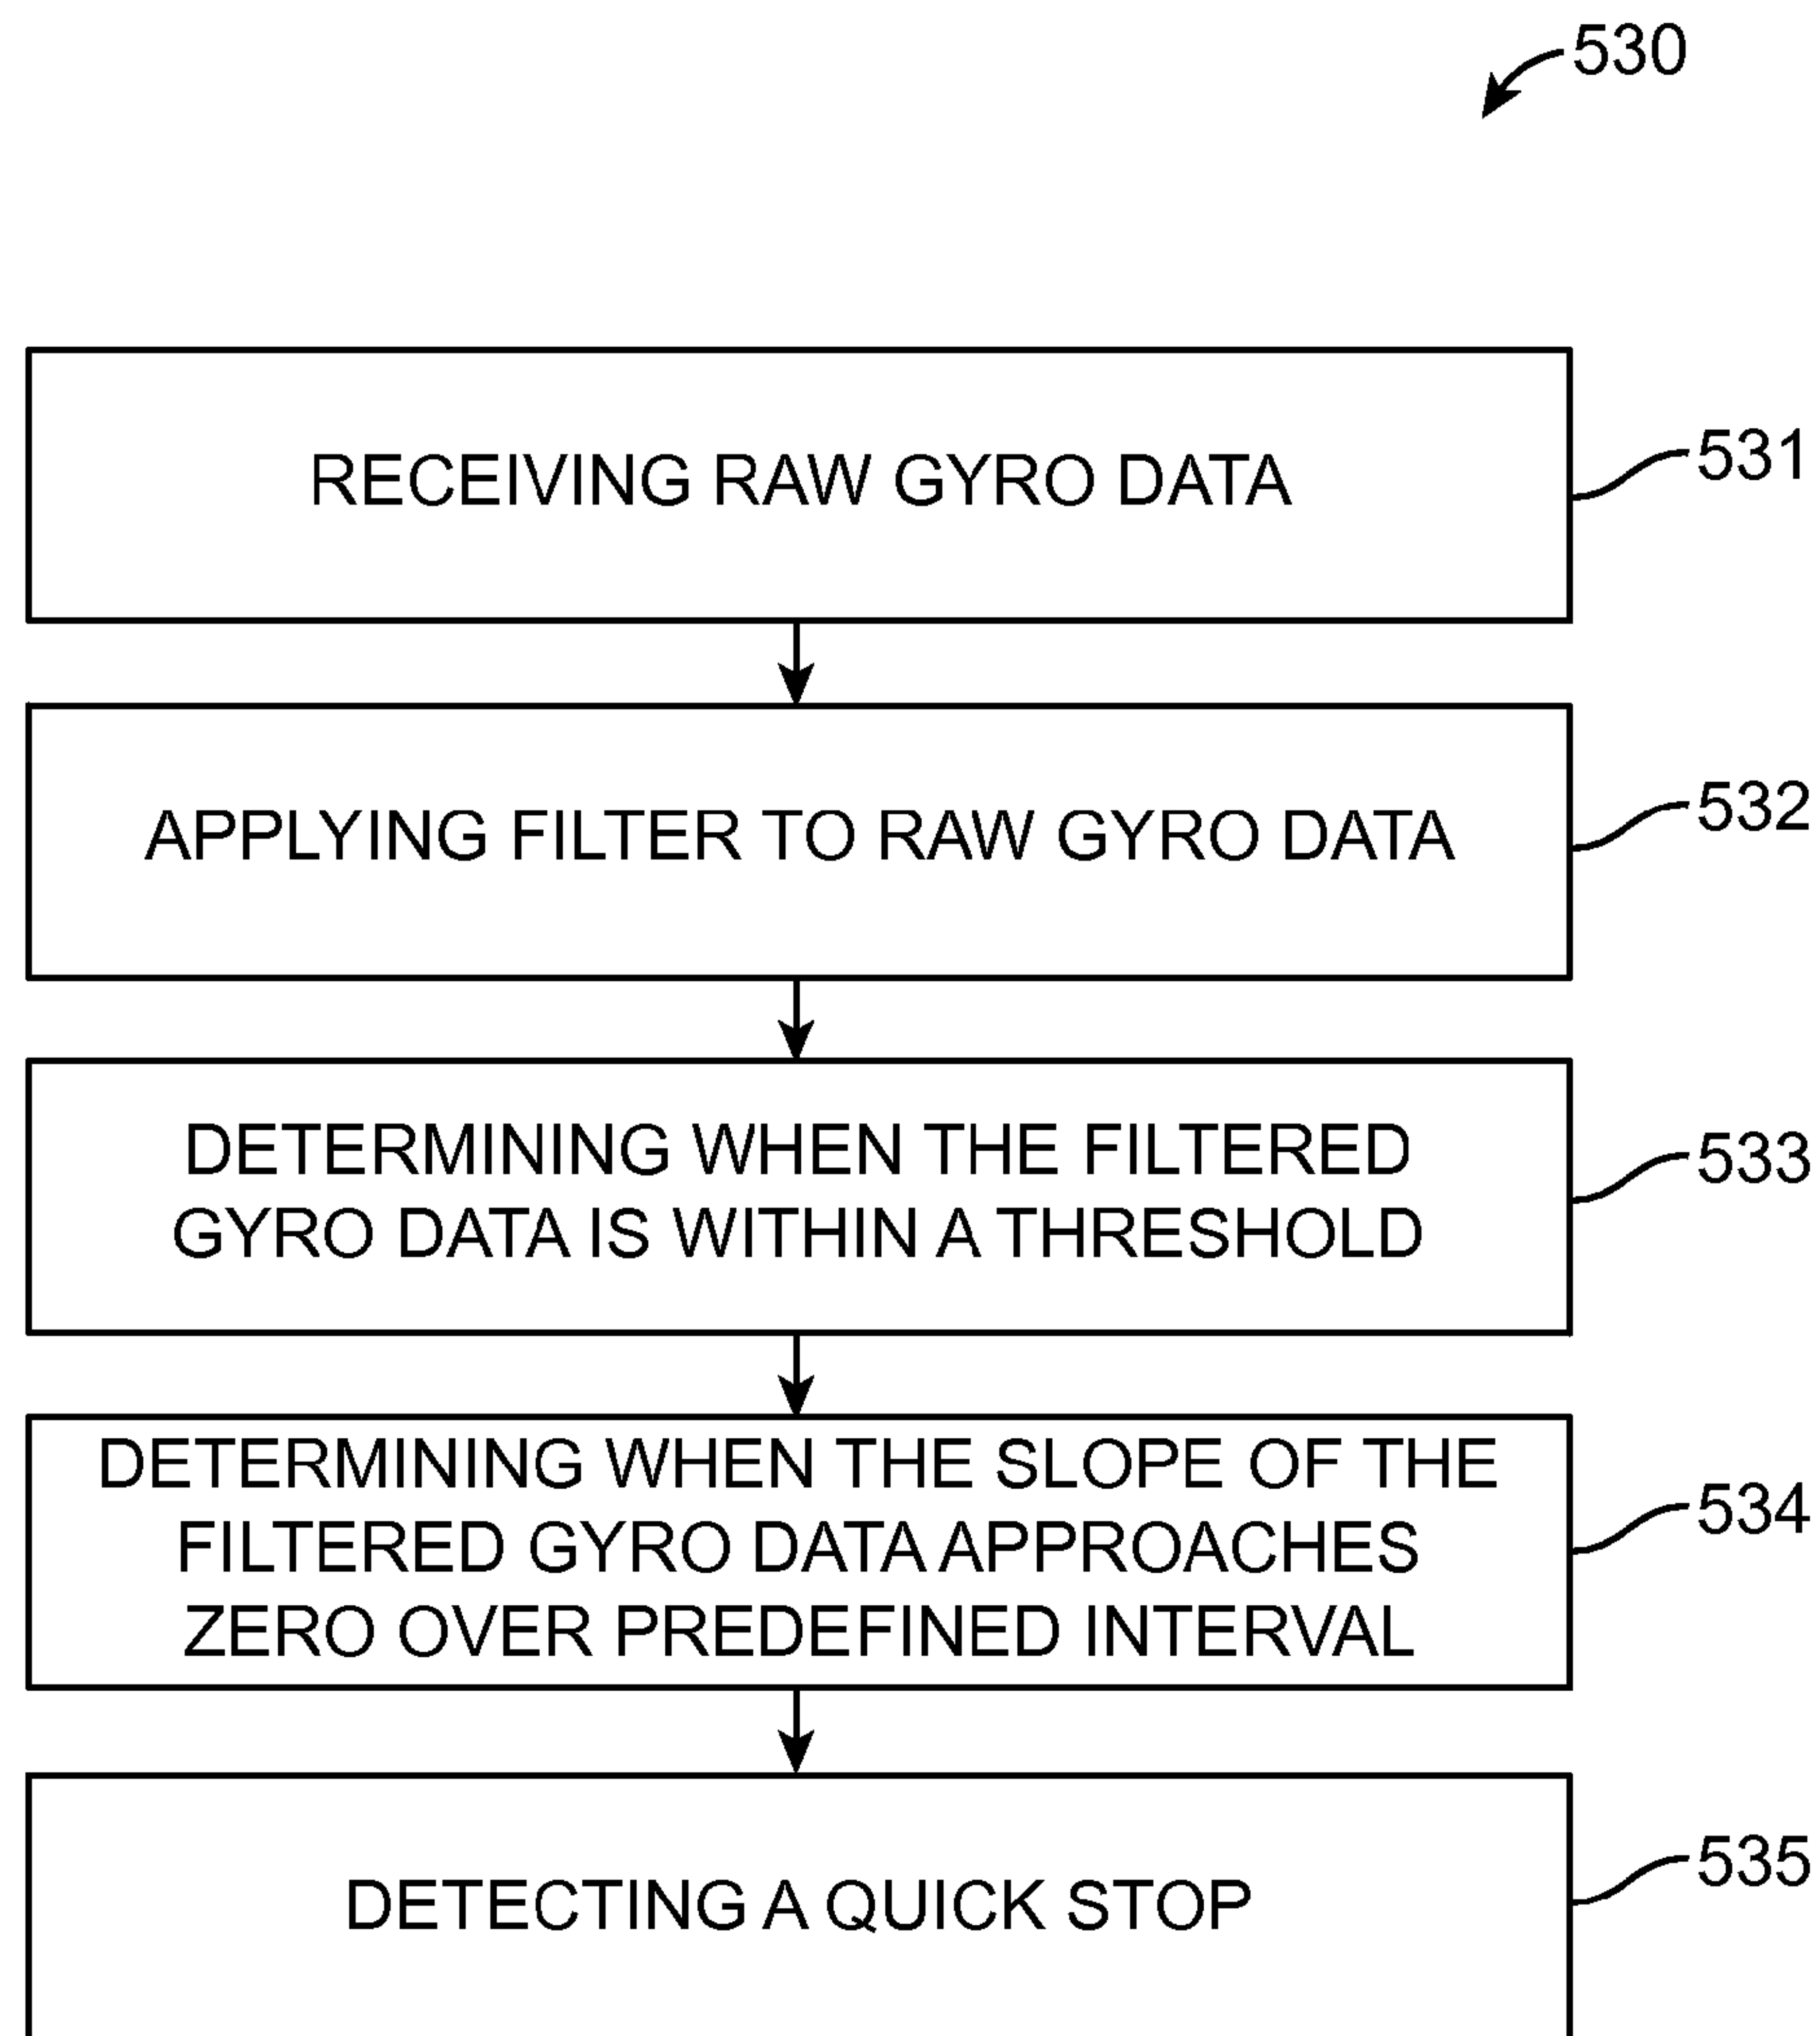 530
RECEIVING RAW GYRO DATA
531
APPLYING FILTER TO RAW GYRO DATA
532
DETERMINING WHEN THE FILTERED
GYRO DATA IS WITHIN A THRESHOLD
533
DETERMINING WHEN THE SLOPE OF THE
FILTERED GYRO DATA APPROACHES
ZERO OVER PREDEFINED INTERVAL
534
DETECTING A QUICK STOP
535